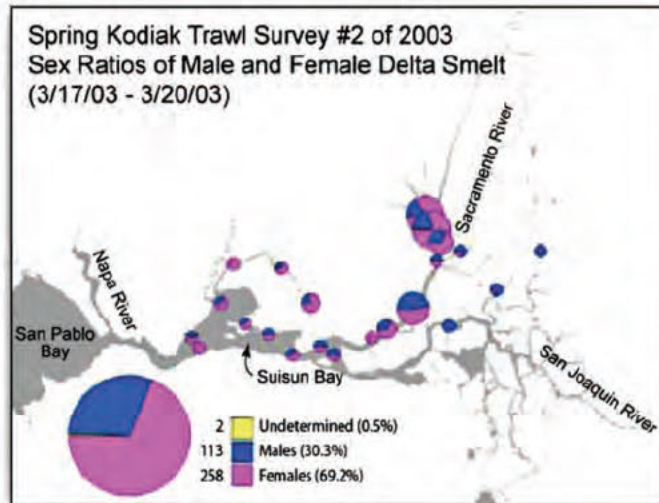 Spring Kodiak Trawl Survey #2 of 2003
Sex Ratios of Male and Female Delta Smelt
(3/17/03 - 3/20/03)
Sacramento River
Napa River
San Pablo
Bay
Suisun Bay
San Joaquin River
2 Undetermined (0.5%)
113 Males (30.3%)
258 Females (69.2%)